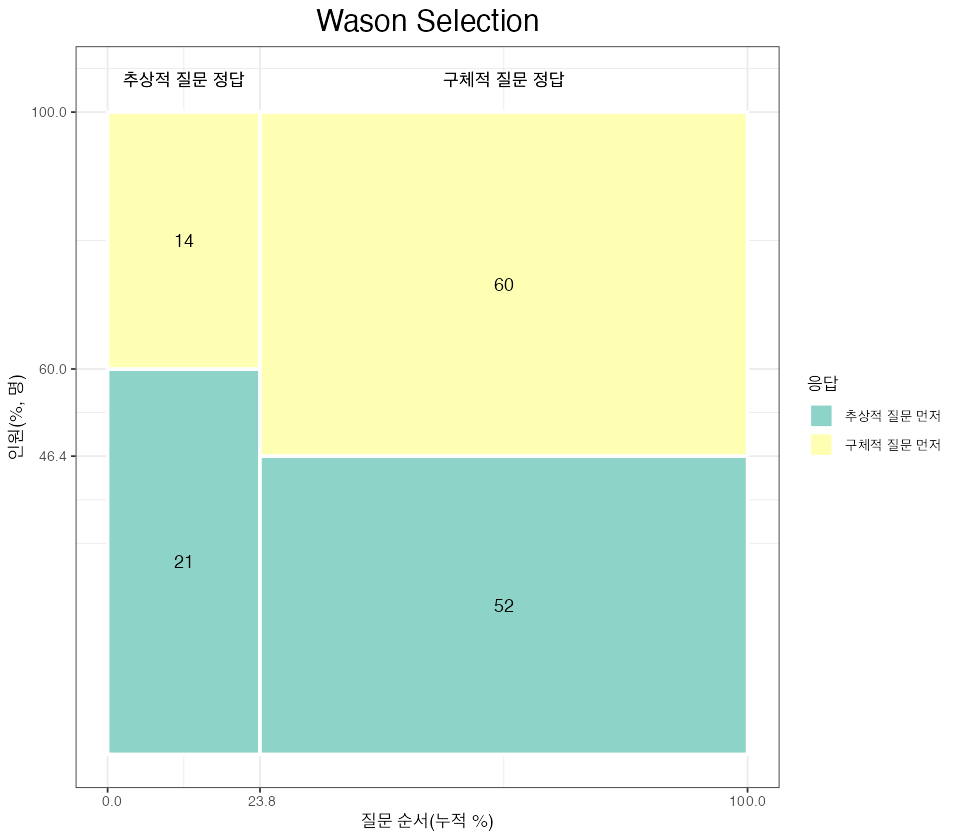 Wason Selection
추상적 질문 정답
구체적 질문 정답
100.0
14
60
60.0
인원(%, 명)
46.4
응답
추상적 질문 먼저
구체적 질문 먼저
21
52
0.0
23.8
100.0
질문 순서(누적 %)